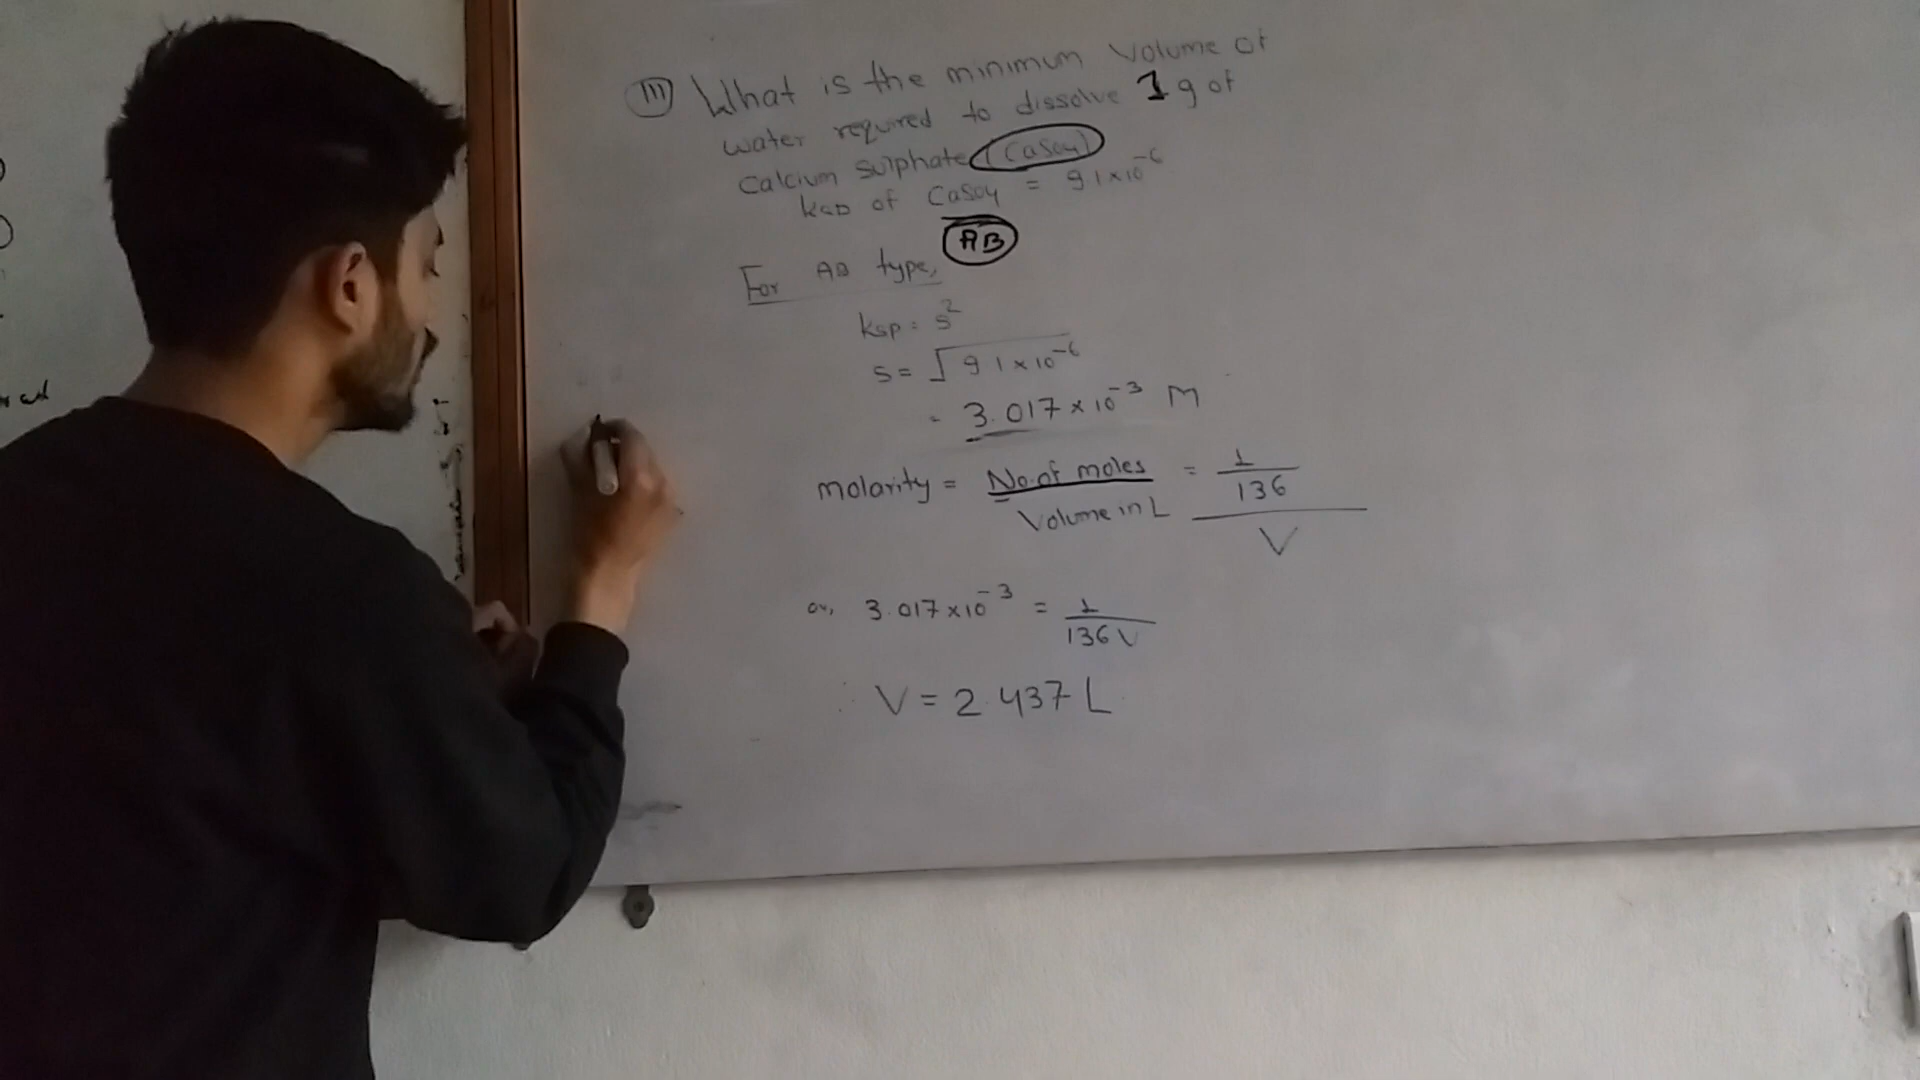 (III) What is the minimum volume of
water required to dissolve 1 g of
Calcium sulphate (CaSO4)
ksp of CaSO4 = 9.1×10⁻⁶
AB
For AB type,
ksp = s²
s = √9.1×10⁻⁶
= 3.017×10⁻³ M
molarity = No. of moles / Volume in L = 1/136 / V
or, 3.017×10⁻³ = 1 / 136 V
∴ V = 2.437 L